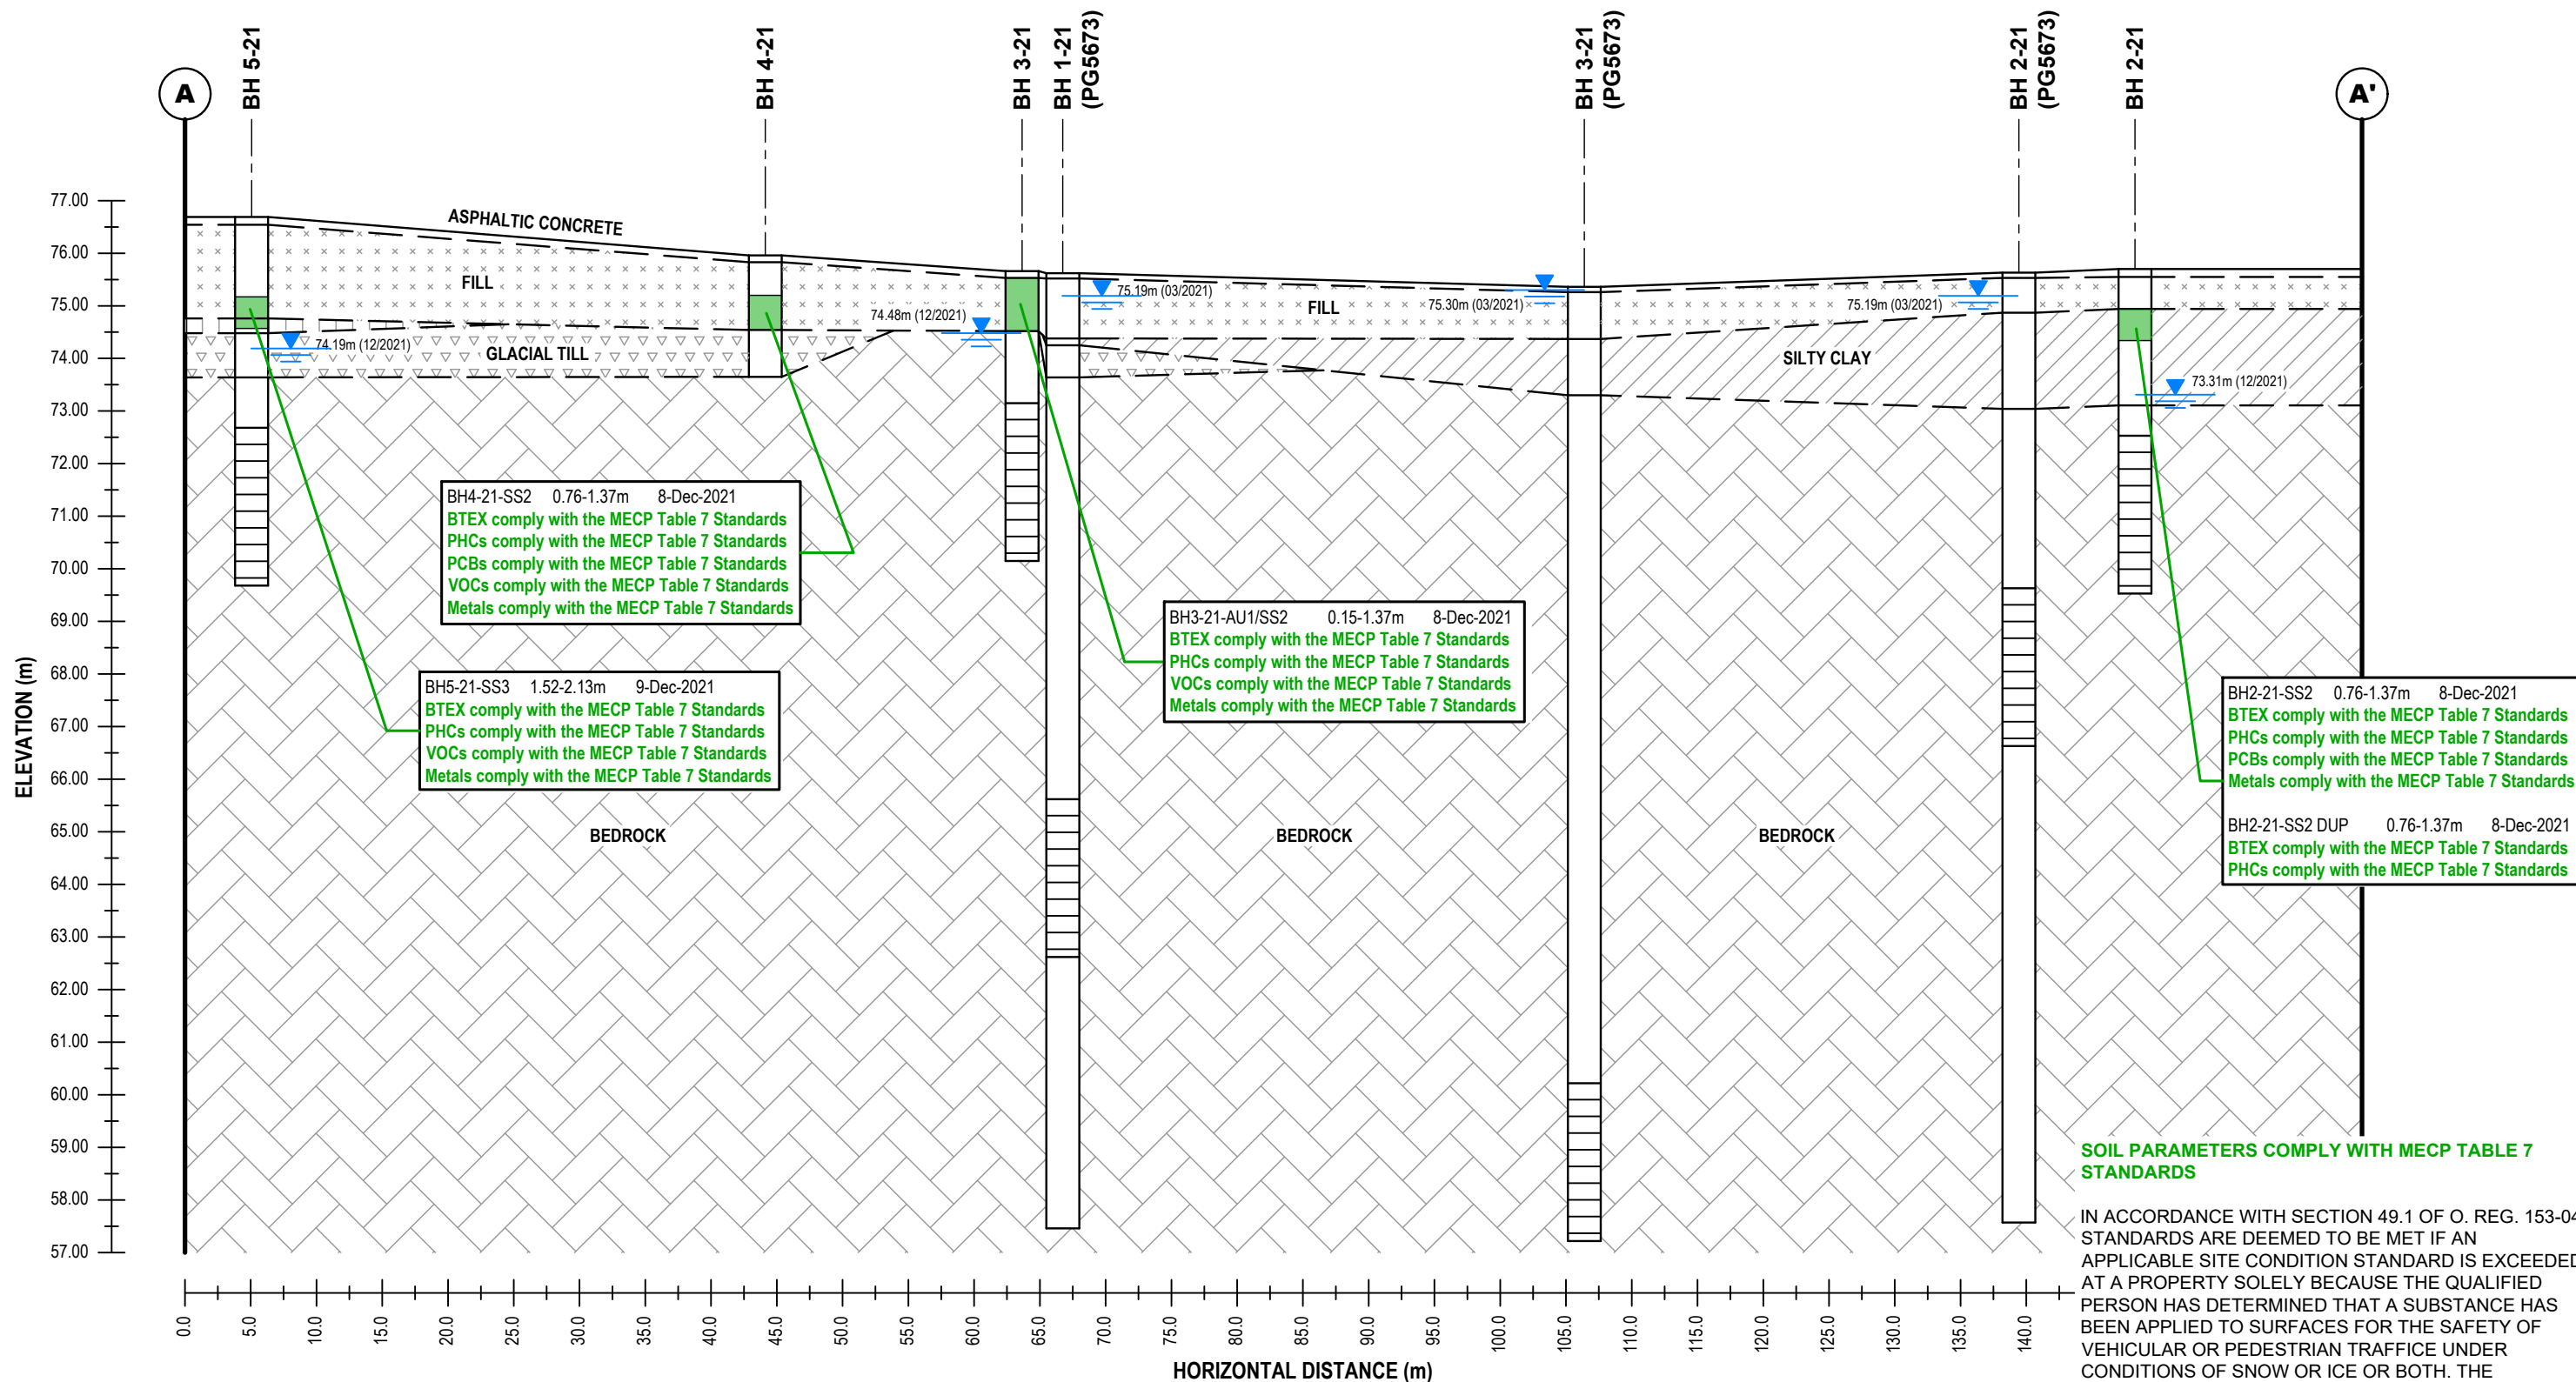 A
BH 5-21
BH 4-21
BH 3-21
BH 1-21
(PG5673)
BH 3-21
(PG5673)
BH 2-21
(PG5673)
BH 2-21
A'
77.00
76.00
75.00
74.00
73.00
72.00
71.00
70.00
69.00
68.00
67.00
66.00
65.00
64.00
63.00
62.00
61.00
60.00
59.00
58.00
57.00
ELEVATION (m)
ASPHALTIC CONCRETE
FILL
GLACIAL TILL
74.19m (12/2021)
74.48m (12/2021)
75.19m (03/2021)
FILL
75.30m (03/2021)
75.19m (03/2021)
SILTY CLAY
73.31m (12/2021)
BH4-21-SS2 0.76-1.37m 8-Dec-2021
BTEX comply with the MECP Table 7 Standards
PHCs comply with the MECP Table 7 Standards
PCBs comply with the MECP Table 7 Standards
VOCs comply with the MECP Table 7 Standards
Metals comply with the MECP Table 7 Standards
BH5-21-SS3 1.52-2.13m 9-Dec-2021
BTEX comply with the MECP Table 7 Standards
PHCs comply with the MECP Table 7 Standards
VOCs comply with the MECP Table 7 Standards
Metals comply with the MECP Table 7 Standards
BH3-21-AU1/SS2 0.15-1.37m 8-Dec-2021
BTEX comply with the MECP Table 7 Standards
PHCs comply with the MECP Table 7 Standards
VOCs comply with the MECP Table 7 Standards
Metals comply with the MECP Table 7 Standards
BH2-21-SS2 0.76-1.37m 8-Dec-2021
BTEX comply with the MECP Table 7 Standards
PHCs comply with the MECP Table 7 Standards
PCBs comply with the MECP Table 7 Standards
Metals comply with the MECP Table 7 Standards
BH2-21-SS2 DUP 0.76-1.37m 8-Dec-2021
BTEX comply with the MECP Table 7 Standards
PHCs comply with the MECP Table 7 Standards
BEDROCK
BEDROCK
BEDROCK
SOIL PARAMETERS COMPLY WITH MECP TABLE 7
STANDARDS
IN ACCORDANCE WITH SECTION 49.1 OF O. REG. 153-04
STANDARDS ARE DEEMED TO BE MET IF AN
APPLICABLE SITE CONDITION STANDARD IS EXCEEDED
AT A PROPERTY SOLELY BECAUSE THE QUALIFIED
PERSON HAS DETERMINED THAT A SUBSTANCE HAS
BEEN APPLIED TO SURFACES FOR THE SAFETY OF
VEHICULAR OR PEDESTRIAN TRAFFICE UNDER
CONDITIONS OF SNOW OR ICE OR BOTH. THE
0.0
5.0
10.0
15.0
20.0
25.0
30.0
35.0
40.0
45.0
50.0
55.0
60.0
65.0
70.0
75.0
80.0
85.0
90.0
95.0
100.0
105.0
110.0
115.0
120.0
125.0
130.0
135.0
140.0
HORIZONTAL DISTANCE (m)